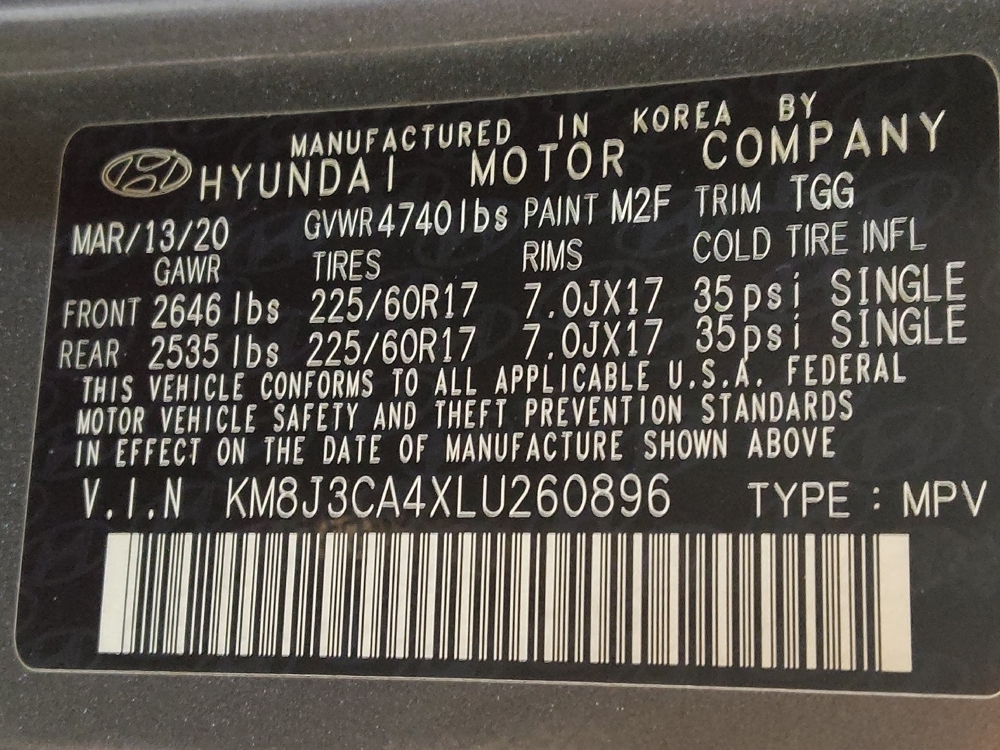 MANUFACTURED IN KOREA BY
HYUNDAI MOTOR COMPANY
MAR/13/20 GVWR 4740 lbs PAINT M2F TRIM TGG
GAWR TIRES RIMS COLD TIRE INFL
FRONT 2646 lbs 225/60R17 7.0JX17 35psi SINGLE
REAR 2535 lbs 225/60R17 7.0JX17 35psi SINGLE
THIS VEHICLE CONFORMS TO ALL APPLICABLE U.S.A. FEDERAL
MOTOR VEHICLE SAFETY AND THEFT PREVENTION STANDARDS
IN EFFECT ON THE DATE OF MANUFACTURE SHOWN ABOVE
V.I.N KM8J3CA4XLU260896 TYPE : MPV